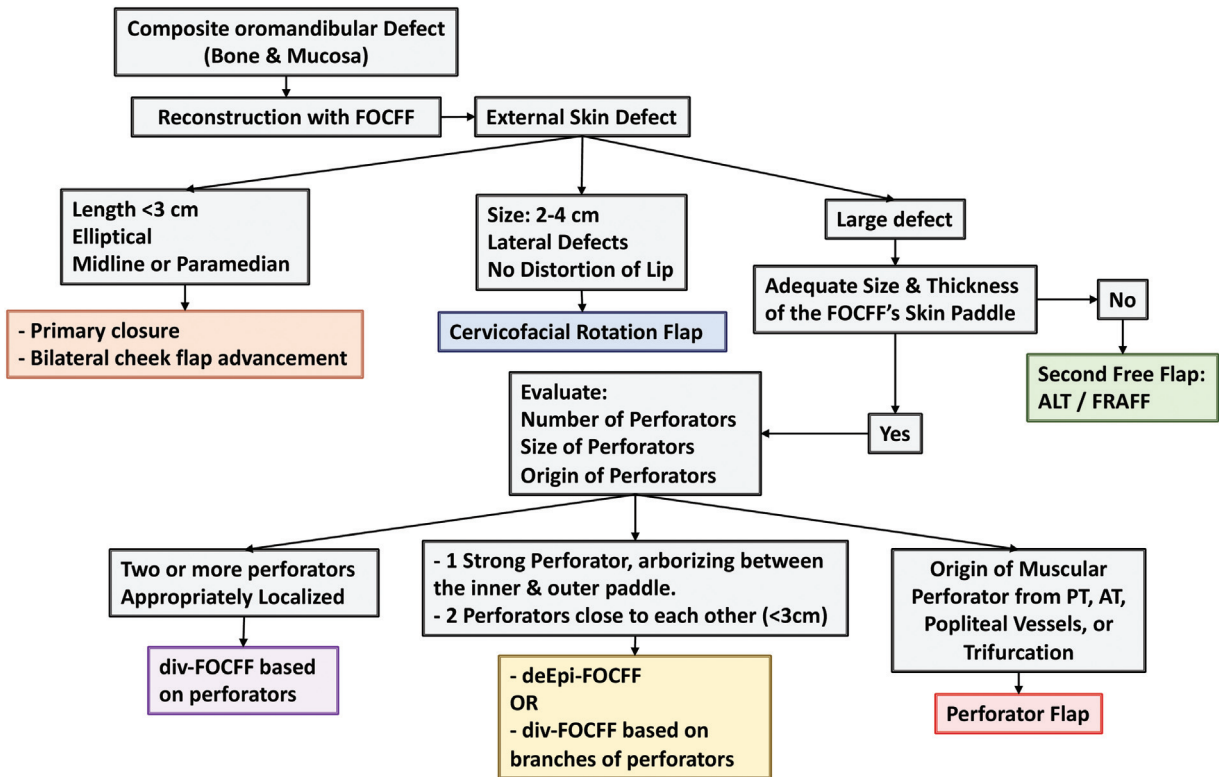 Composite oromandibular Defect
(Bone & Mucosa)
Reconstruction with FOCFF
External Skin Defect
Length <3 cm
Elliptical
Midline or Paramedian
Size: 2-4 cm
Lateral Defects
No Distortion of Lip
Large defect
- Primary closure
- Bilateral cheek flap advancement
Cervicofacial Rotation Flap
Adequate Size & Thickness
of the FOCFF's Skin Paddle
No
Second Free Flap:
ALT / FRAFF
Yes
Evaluate:
Number of Perforators
Size of Perforators
Origin of Perforators
Two or more perforators
Appropriately Localized
- 1 Strong Perforator, arborizing between
the inner & outer paddle.
- 2 Perforators close to each other (<3cm)
Origin of Muscular
Perforator from PT, AT,
Popliteal Vessels, or
Trifurcation
div-FOCFF based
on perforators
- deEpi-FOCFF
OR
- div-FOCFF based on
branches of perforators
Perforator Flap